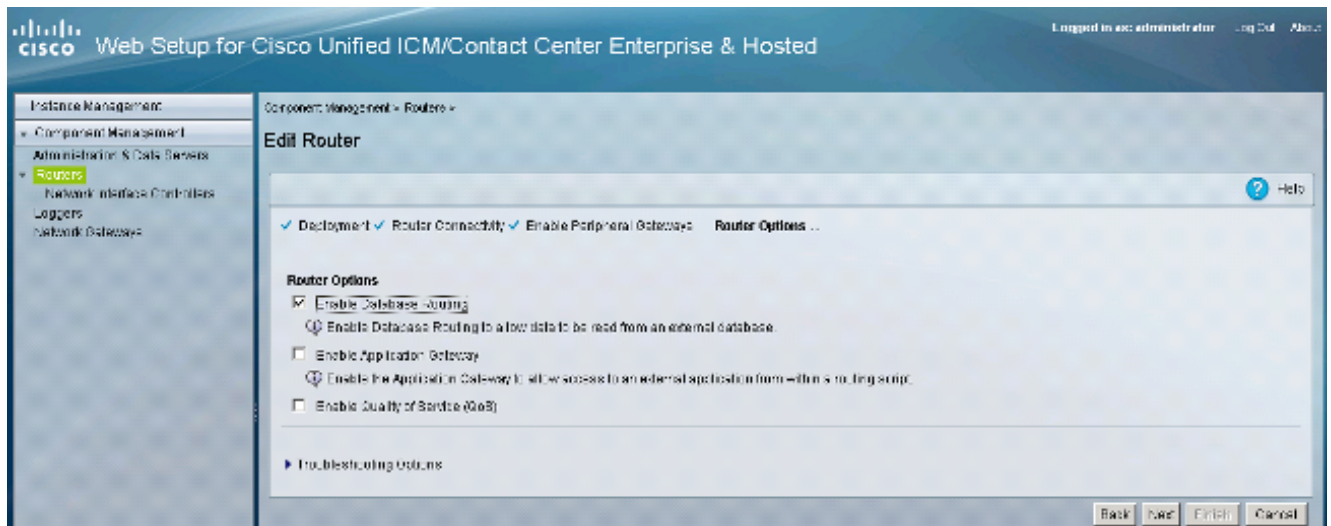 CISCO Web Setup for Cisco Unified ICM/Contact Center Enterprise & Hosted
Logged in as: administrator Log Out About
Instance Management
Component Management
Administration & Data Servers
Routers
Network Interface Controllers
Loggers
Network Gateways
Component Management > Routers >
Edit Router
Help
Deployment Router Connectivity Enable Peripheral Gateways Router Options ...
Router Options
Enable Database Routing
Enable Database Routing to allow data to be read from an external database.
Enable Application Gateway
Enable the Application Gateway to allow access to an external application from within a routing script.
Enable Quality of Service (QoS)
Troubleshooting Options
Back Next Finish Cancel